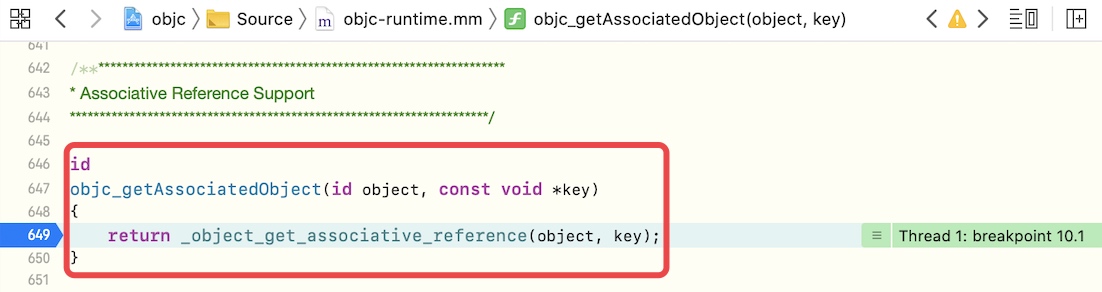 objc > Source > m objc-runtime.mm > f objc_getAssociatedObject(object, key)
641
642 /**********************************************************************
643 * Associative Reference Support
644 **********************************************************************/
645
646 id
647 objc_getAssociatedObject(id object, const void *key)
648 {
649 return _object_get_associative_reference(object, key); Thread 1: breakpoint 10.1
650 }
651